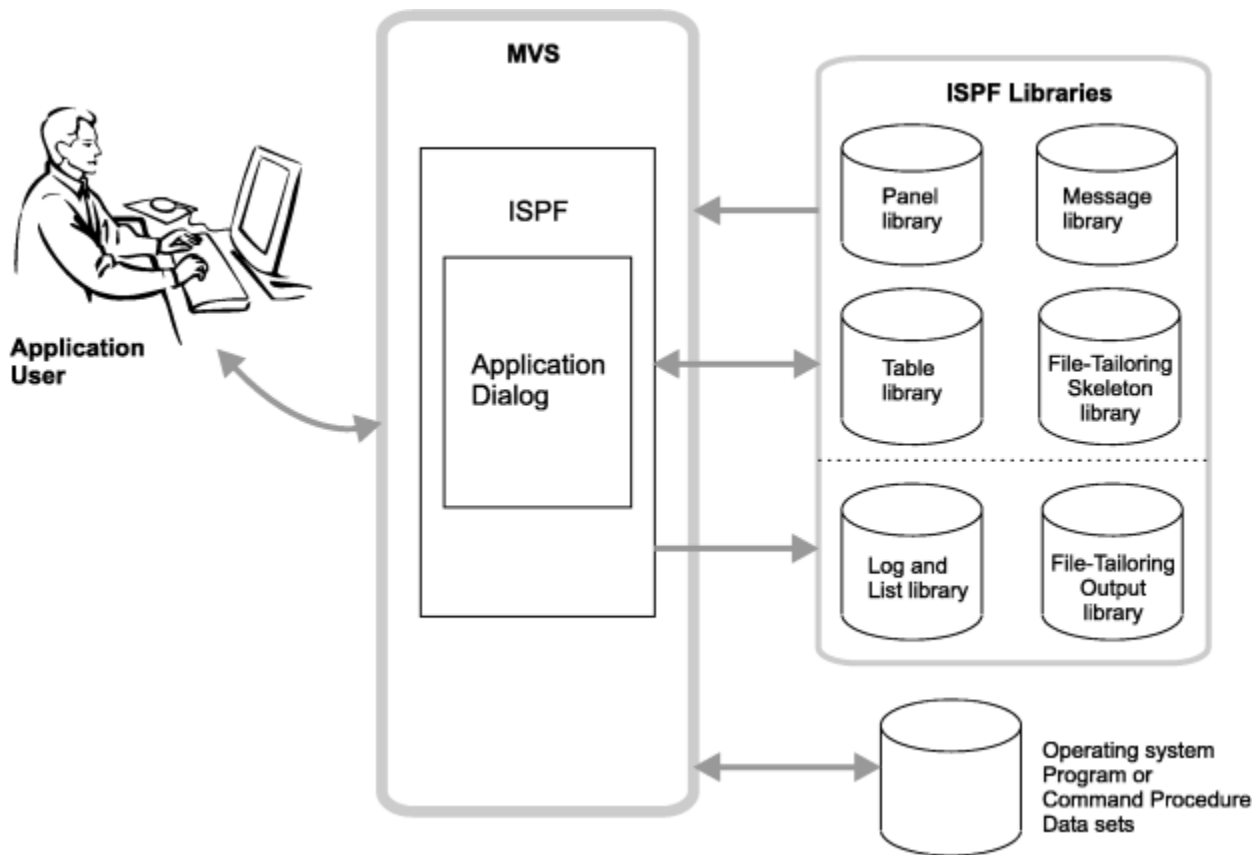 MVS
ISPF Libraries
ISPF
Application
Dialog
Application
User
Panel
library
Message
library
Table
library
File-Tailoring
Skeleton
library
Log and
List library
File-Tailoring
Output
library
Operating system
Program or
Command Procedure
Data sets